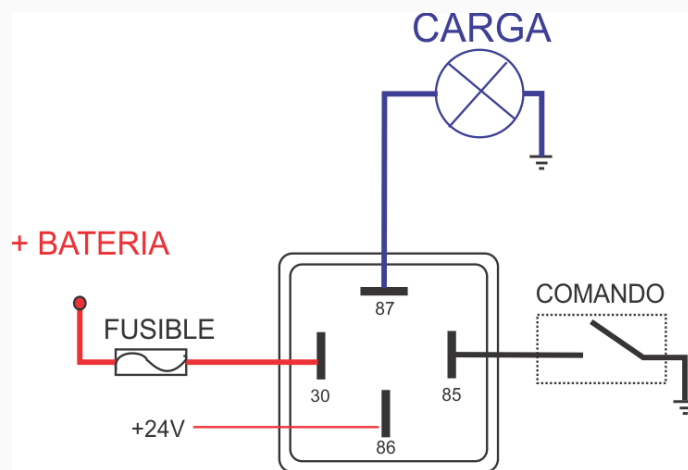 CARGA
+ BATERIA
87
COMANDO
FUSIBLE
30
85
+24V
86